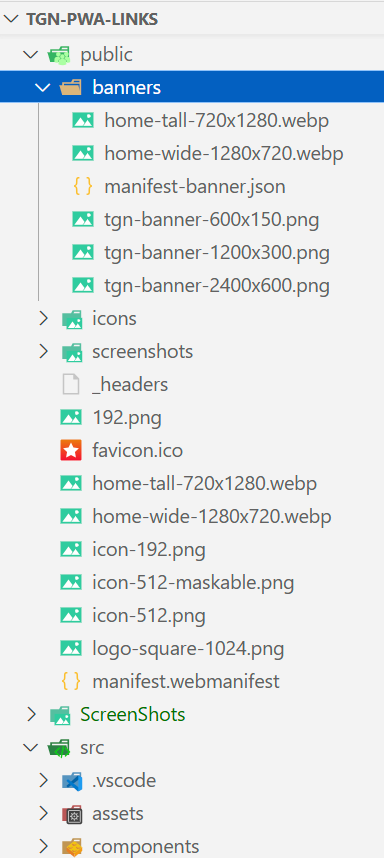 TGN-PWA-LINKS
public
banners
home-tall-720x1280.webp
home-wide-1280x720.webp
{ } manifest-banner.json
tgn-banner-600x150.png
tgn-banner-1200x300.png
tgn-banner-2400x600.png
icons
screenshots
_headers
192.png
favicon.ico
home-tall-720x1280.webp
home-wide-1280x720.webp
icon-192.png
icon-512-maskable.png
icon-512.png
logo-square-1024.png
{ } manifest.webmanifest
ScreenShots
src
.vscode
assets
components